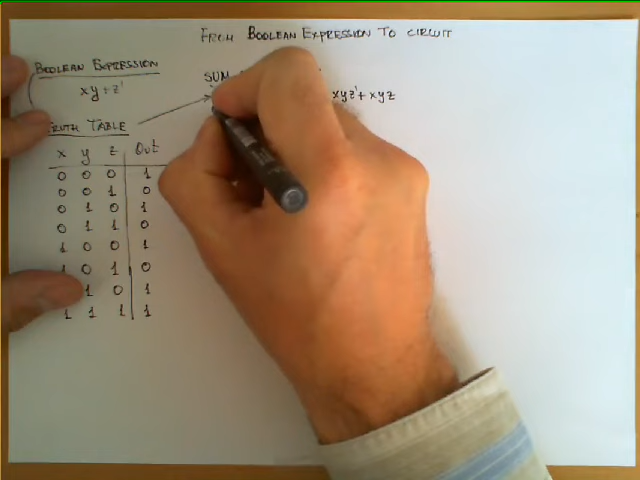 FROM BOOLEAN EXPRESSION TO CIRCUIT
BOOLEAN EXPRESSION
xy+z'
SUM
xyz'+xyz
TRUTH TABLE
x y z Out
0 0 0 1
0 0 1 0
0 1 0 1
0 1 1 0
1 0 0 1
1 0 1 0
1 0 1
1 1 1 1